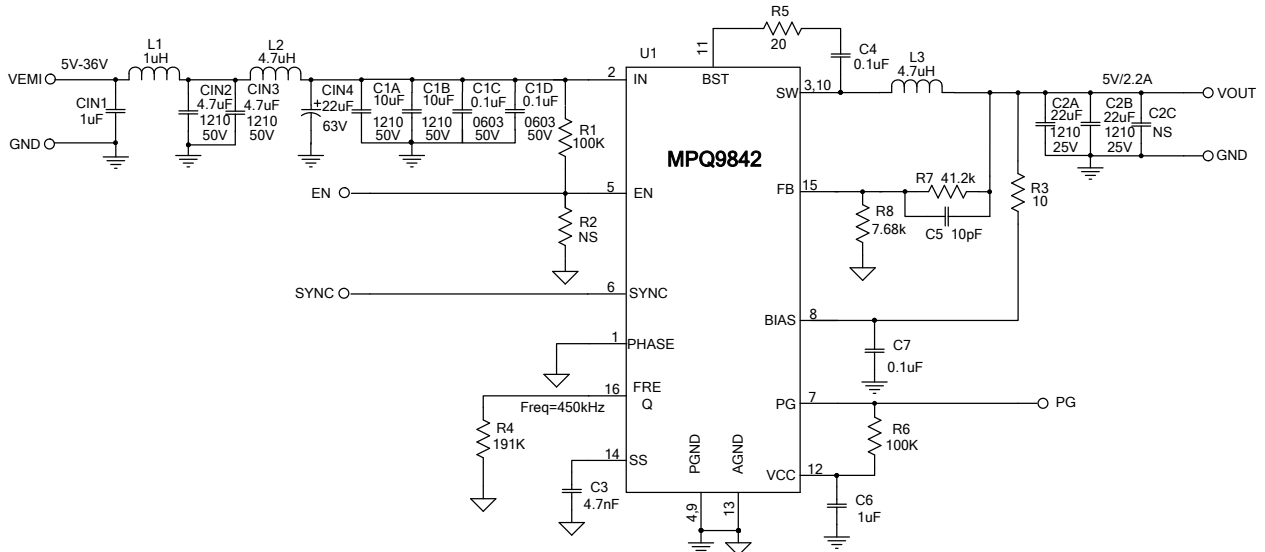 R5
20
11
BST
C4
0.1uF
U1
L1
1uH
5V-36V
VEMI
L2
4.7uH
CIN1
1uF
GND
CIN2
4.7uF
1210
50V
CIN3
4.7uF
1210
50V
CIN4
+
22uF
63V
C1A
10uF
1210
50V
C1B
10uF
1210
50V
C1C
0.1uF
0603
50V
C1D
0.1uF
0603
50V
R1
100K
2
IN
SW
3,10
L3
4.7uH
5V/2.2A
VOUT
C2A
22uF
1210
25V
C2B
22uF
1210
25V
C2C
NS
GND
MPQ9842
EN
5
EN
R2
NS
FB
15
R7 41.2k
C5 10pF
R8
7.68k
R3
10
SYNC
6
SYNC
BIAS
8
C7
0.1uF
1
PHASE
16
FRE
Q
Freq=450kHz
R4
191K
PG
7
PG
R6
100K
14
SS
C3
4.7nF
PGND
AGND
VCC
12
C6
1uF
4,9
13